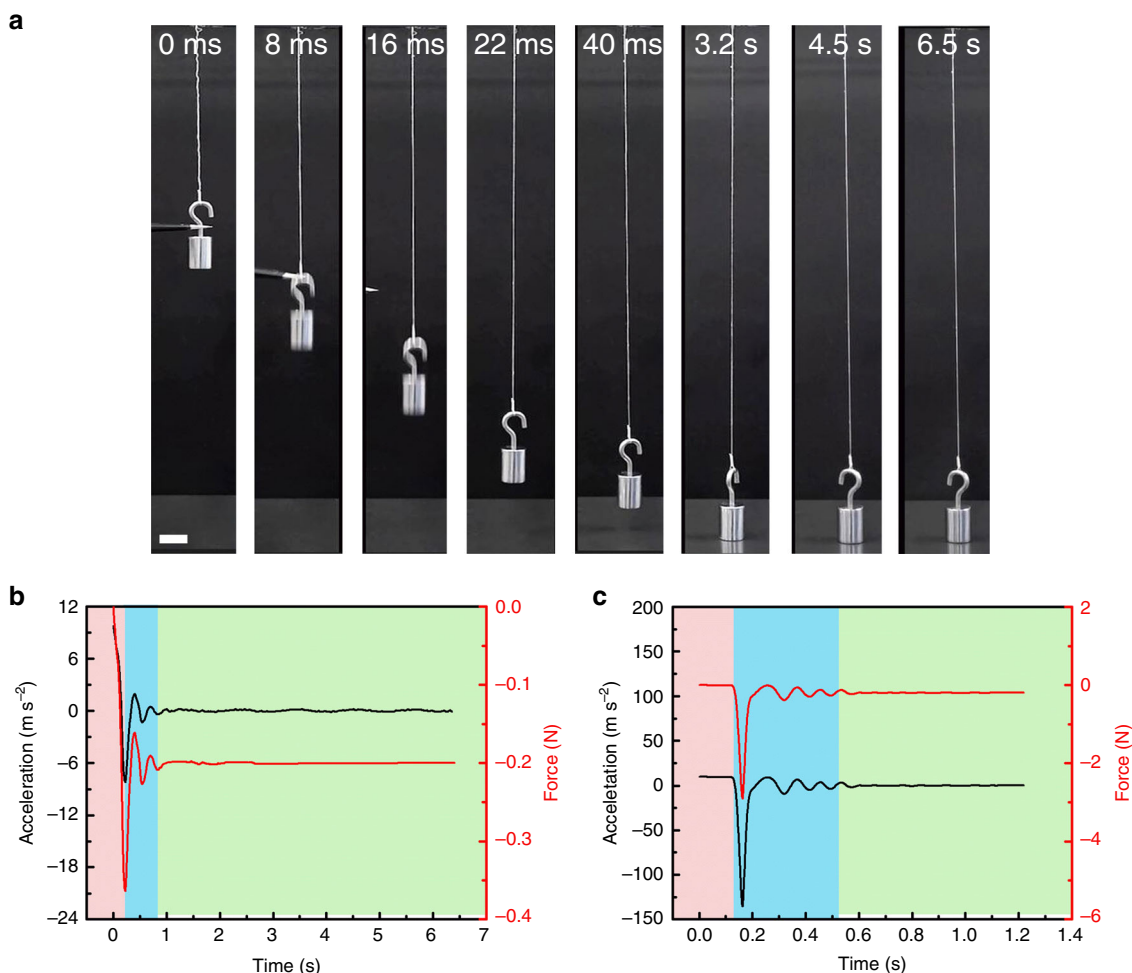 a
0 ms 8 ms 16 ms 22 ms 40 ms 3.2 s 4.5 s 6.5 s
b
12
6
0
−6
−12
−18
−24
Acceleration (m s⁻²)
0.0
−0.1
−0.2
−0.3
−0.4
Force (N)
0 1 2 3 4 5 6 7
Time (s)
c
200
150
100
50
0
−50
−100
−150
Acceletation (m s⁻²)
2
0
−2
−4
−6
Force (N)
0.0 0.2 0.4 0.6 0.8 1.0 1.2 1.4
Time (s)